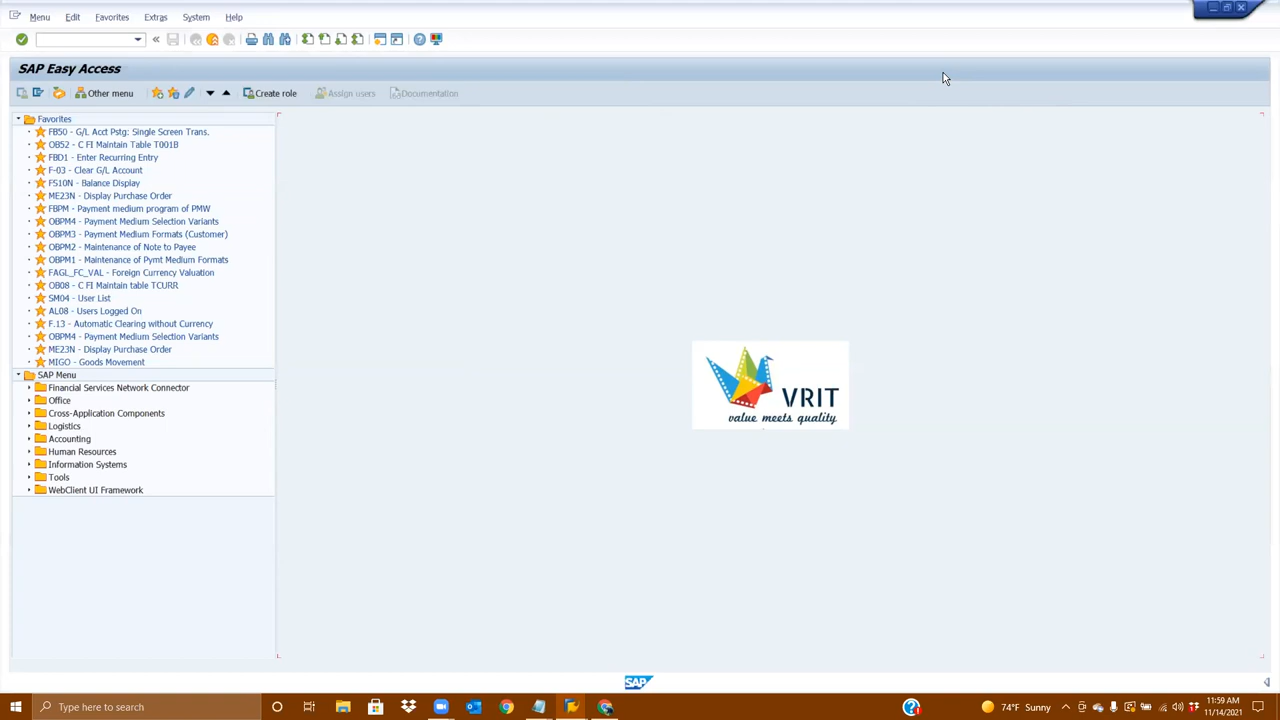 Menu Edit Favorites Extras System Help
SAP Easy Access
Other menu Create role Assign users Documentation
Favorites
FB50 - G/L Acct Pstg: Single Screen Trans.
OB52 - C FI Maintain Table T001B
FBD1 - Enter Recurring Entry
F-03 - Clear G/L Account
FS10N - Balance Display
ME23N - Display Purchase Order
FBPM - Payment medium program of PMW
OBPM4 - Payment Medium Selection Variants
OBPM3 - Payment Medium Formats (Customer)
OBPM2 - Maintenance of Note to Payee
OBPM1 - Maintenance of Pymt Medium Formats
FAGL_FC_VAL - Foreign Currency Valuation
OB08 - C FI Maintain table TCURR
SM04 - User List
AL08 - Users Logged On
F.13 - Automatic Clearing without Currency
OBPM4 - Payment Medium Selection Variants
ME23N - Display Purchase Order
MIGO - Goods Movement
SAP Menu
Financial Services Network Connector
Office
Cross-Application Components
Logistics
Accounting
Human Resources
Information Systems
Tools
WebClient UI Framework
VRIT
value meets quality
SAP
Type here to search
74°F Sunny
11:59 AM
11/14/2021